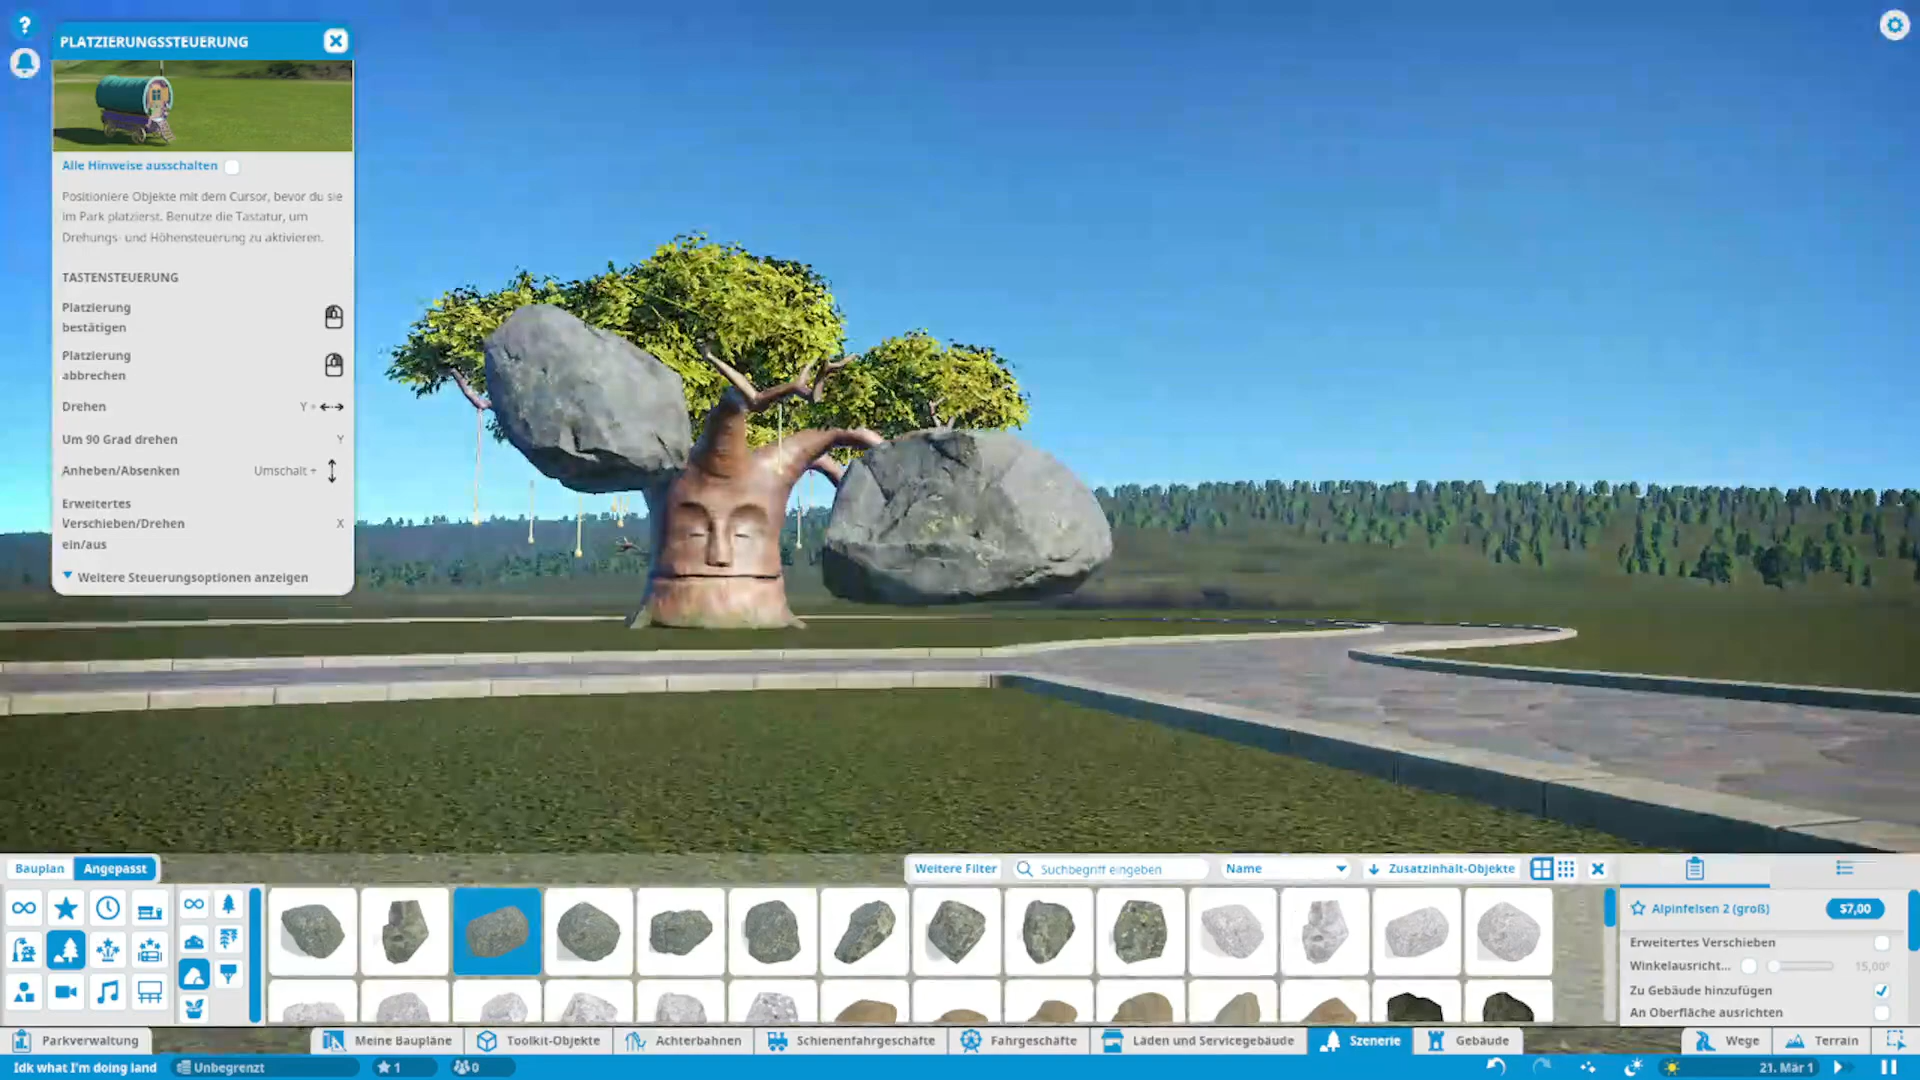 ?
PLATZIERUNGSSTEUERUNG
Alle Hinweise ausschalten
Positioniere Objekte mit dem Cursor, bevor du sie
im Park platzierst. Benutze die Tastatur, um
Drehungs- und Höhensteuerung zu aktivieren.
TASTENSTEUERUNG
Platzierung
bestätigen
Platzierung
abbrechen
Drehen Y +
Um 90 Grad drehen Y
Anheben/Absenken Umschalt +
Erweitertes
Verschieben/Drehen X
ein/aus
Weitere Steuerungsoptionen anzeigen
Bauplan Angepasst
Weitere Filter Suchbegriff eingeben Name Zusatzinhalt-Objekte
Alpinfelsen 2 (groß) $7,00
Erweitertes Verschieben
Winkelausricht... 15,00°
Zu Gebäude hinzufügen
An Oberfläche ausrichten
Parkverwaltung Meine Baupläne Toolkit-Objekte Achterbahnen Schienenfahrgeschäfte Fahrgeschäfte Läden und Servicegebäude Szenerie Gebäude Wege Terrain
Idk what I'm doing land Unbegrenzt 1 0 21. Mär 1